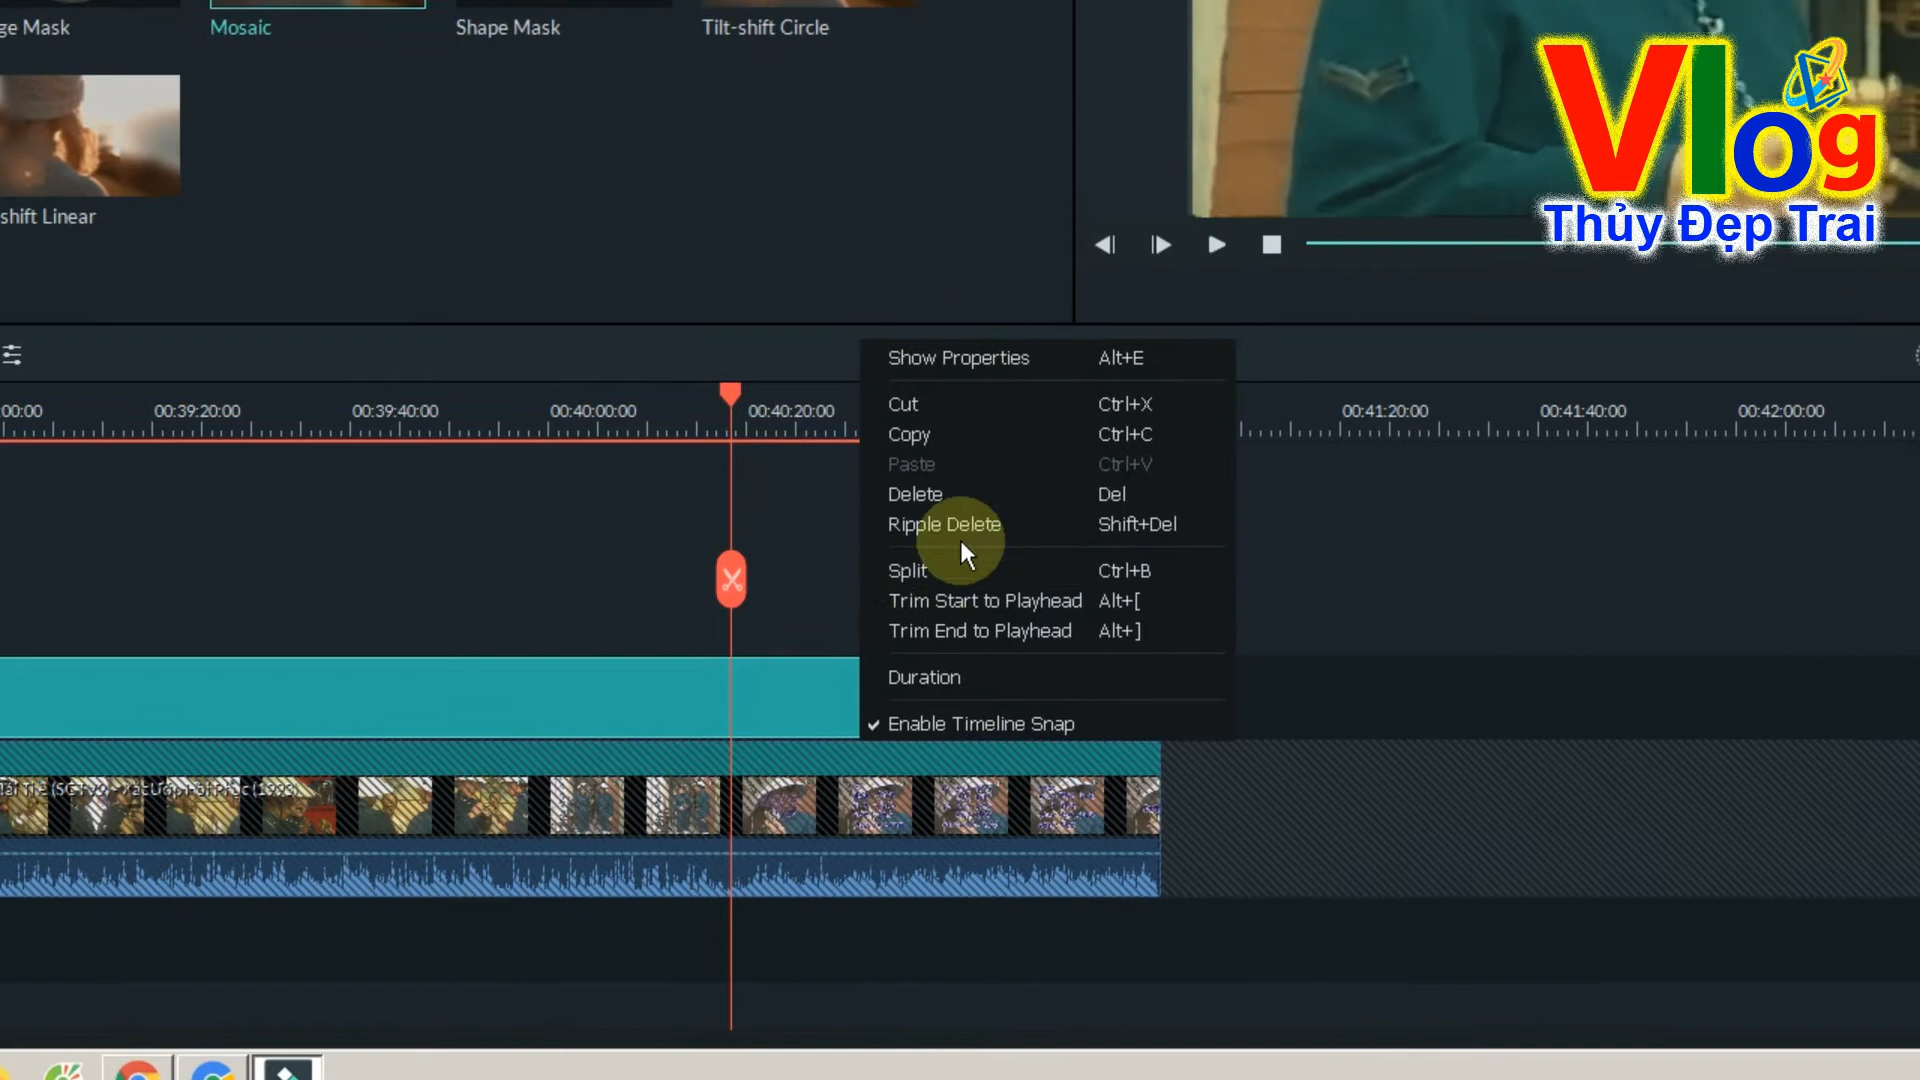 ge Mask
Mosaic
Shape Mask
Tilt-shift Circle
shift Linear
Vlog
Thủy Đẹp Trai
Show Properties Alt+E
:00:00 00:39:20:00 00:39:40:00 00:40:00:00 00:40:20:00 00:41:20:00 00:41:40:00 00:42:00:00
Cut Ctrl+X
Copy Ctrl+C
Paste Ctrl+V
Delete Del
Ripple Delete Shift+Del
Split Ctrl+B
Trim Start to Playhead Alt+[
Trim End to Playhead Alt+]
Duration
Enable Timeline Snap